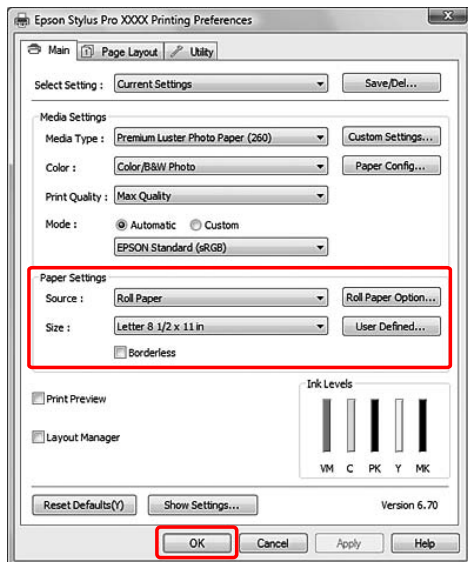 Epson Stylus Pro XXXX Printing Preferences
Main Page Layout Utility
Select Setting : Current Settings Save/Del...
Media Settings
Media Type : Premium Luster Photo Paper (260) Custom Settings...
Color : Color/B&W Photo Paper Config...
Print Quality : Max Quality
Mode : Automatic Custom
EPSON Standard (sRGB)
Paper Settings
Source : Roll Paper Roll Paper Option...
Size : Letter 8 1/2 x 11 in User Defined...
Borderless
Print Preview
Layout Manager
Ink Levels
VM C PK Y MK
Reset Defaults(Y) Show Settings... Version 6.70
OK Cancel Apply Help